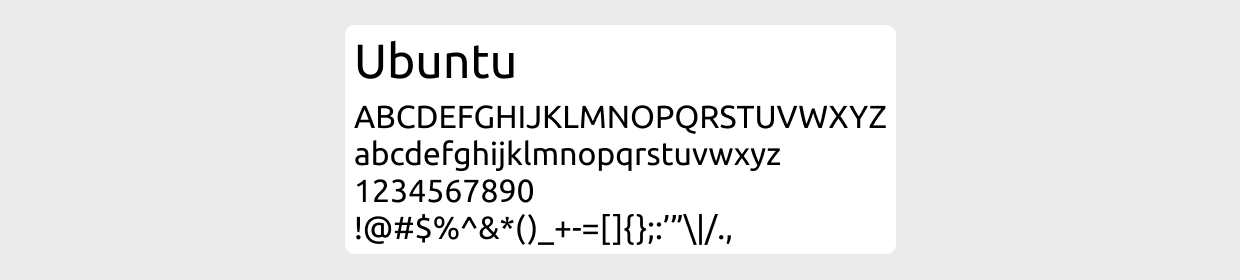 Ubuntu
ABCDEFGHIJKLMNOPQRSTUVWXYZ
abcdefghijklmnopqrstuvwxyz
1234567890
!@#$%^&*()_+-=[]{};:’”\|/.,